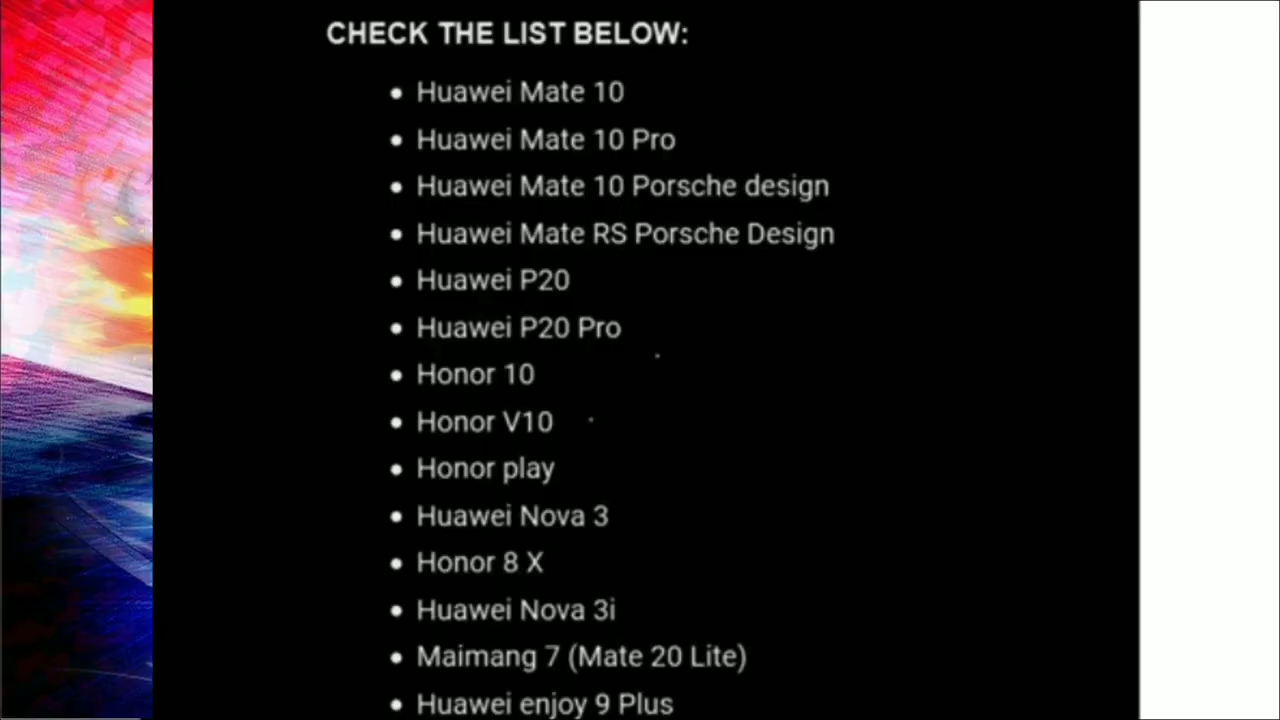 CHECK THE LIST BELOW:
• Huawei Mate 10
• Huawei Mate 10 Pro
• Huawei Mate 10 Porsche design
• Huawei Mate RS Porsche Design
• Huawei P20
• Huawei P20 Pro
• Honor 10
• Honor V10
• Honor play
• Huawei Nova 3
• Honor 8 X
• Huawei Nova 3i
• Maimang 7 (Mate 20 Lite)
• Huawei enjoy 9 Plus